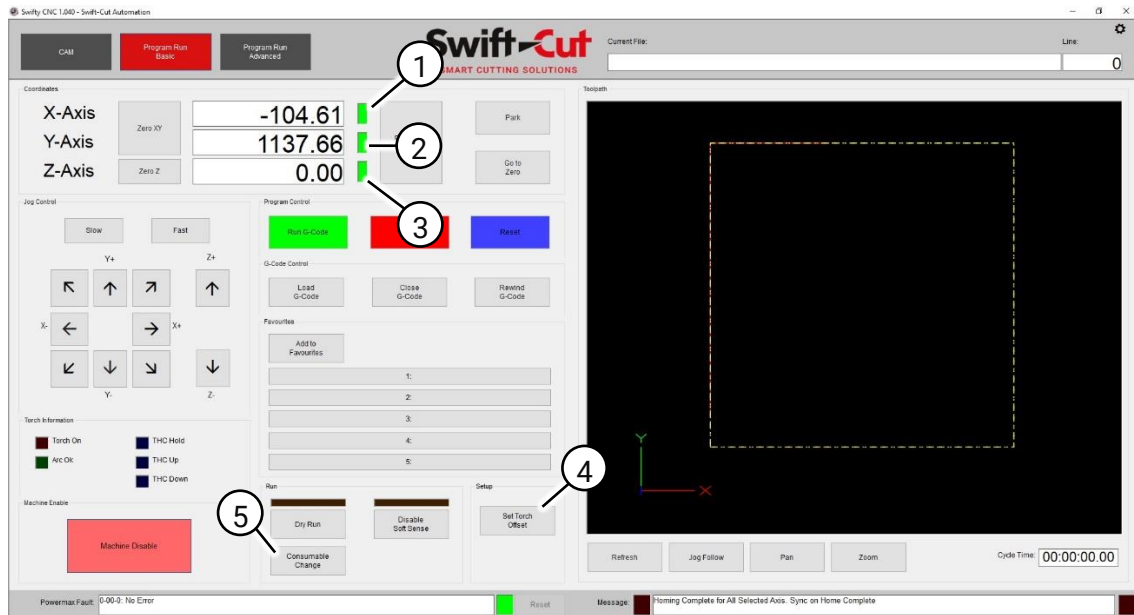 Swifty CNC 1.040 - Swift-Cut Automation
CAM
Program Run
Basic
Program Run
Advanced
Swift-Cut
SMART CUTTING SOLUTIONS
Current File:
Line:
0
Coordinates
X-Axis
Y-Axis
Z-Axis
Zero XY
Zero Z
-104.61
1137.66
0.00
1
2
3
Park
Go to
Zero
Toolpath
Y
X
Jog Control
Slow
Fast
Y+
Z+
X-
X+
Y-
Z-
Program Control
Run G-Code
Reset
G-Code Control
Load
G-Code
Close
G-Code
Rewind
G-Code
Favourites
Add to
Favourites
1:
2:
3:
4:
5:
Torch Information
Torch On
Arc Ok
THC Hold
THC Up
THC Down
Machine Enable
Machine Disable
Run
Dry Run
Disable
Soft Sense
Consumable
Change
5
Setup
Set Torch
Offset
4
Refresh
Jog Follow
Pan
Zoom
Cycle Time:
00:00:00.00
Powermax Fault:
0-00-0: No Error
Reset
Message:
Homing Complete for All Selected Axis. Sync on Home Complete